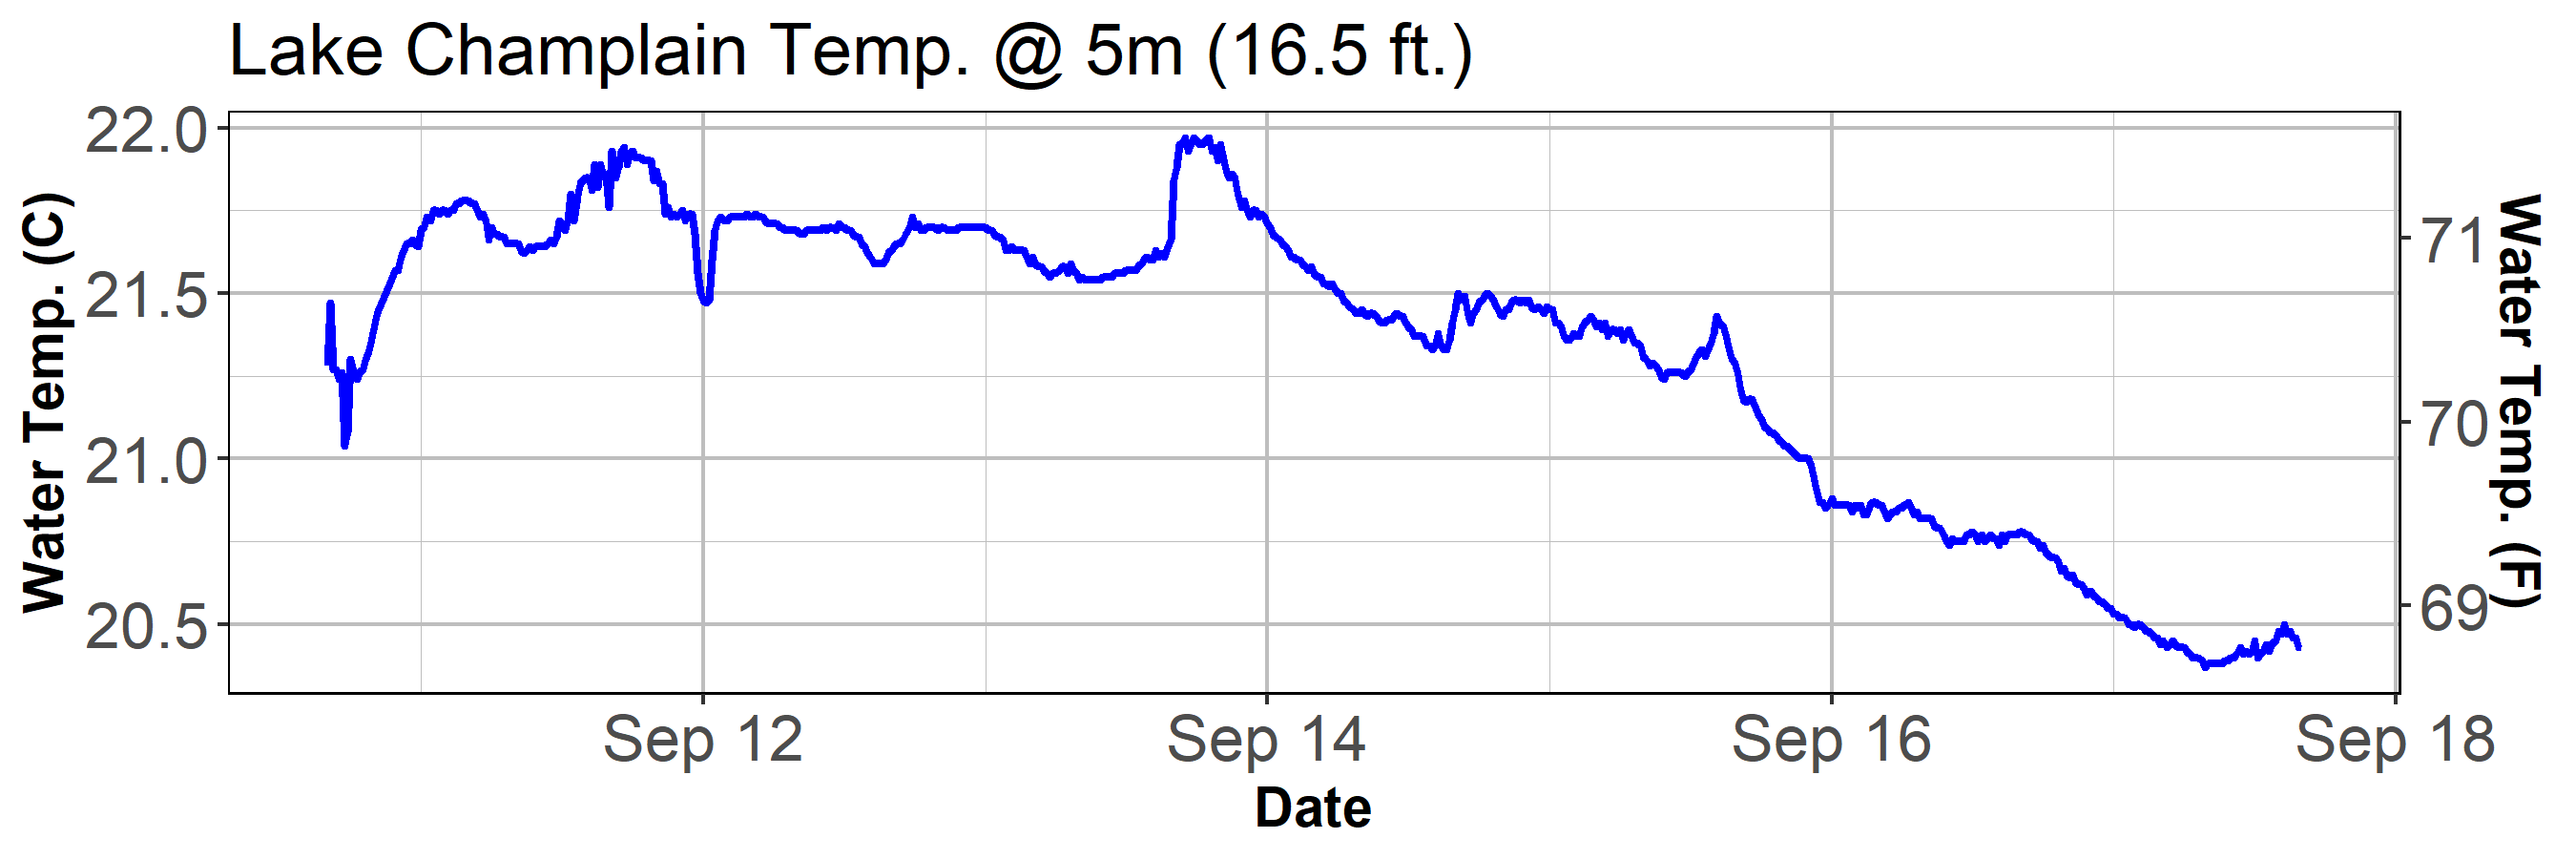 Lake Champlain Temp. @ 5m (16.5 ft.)
22.0
21.5
21.0
20.5
Water Temp. (C)
71
70
69
Water Temp. (F)
Sep 12
Sep 14
Sep 16
Sep 18
Date